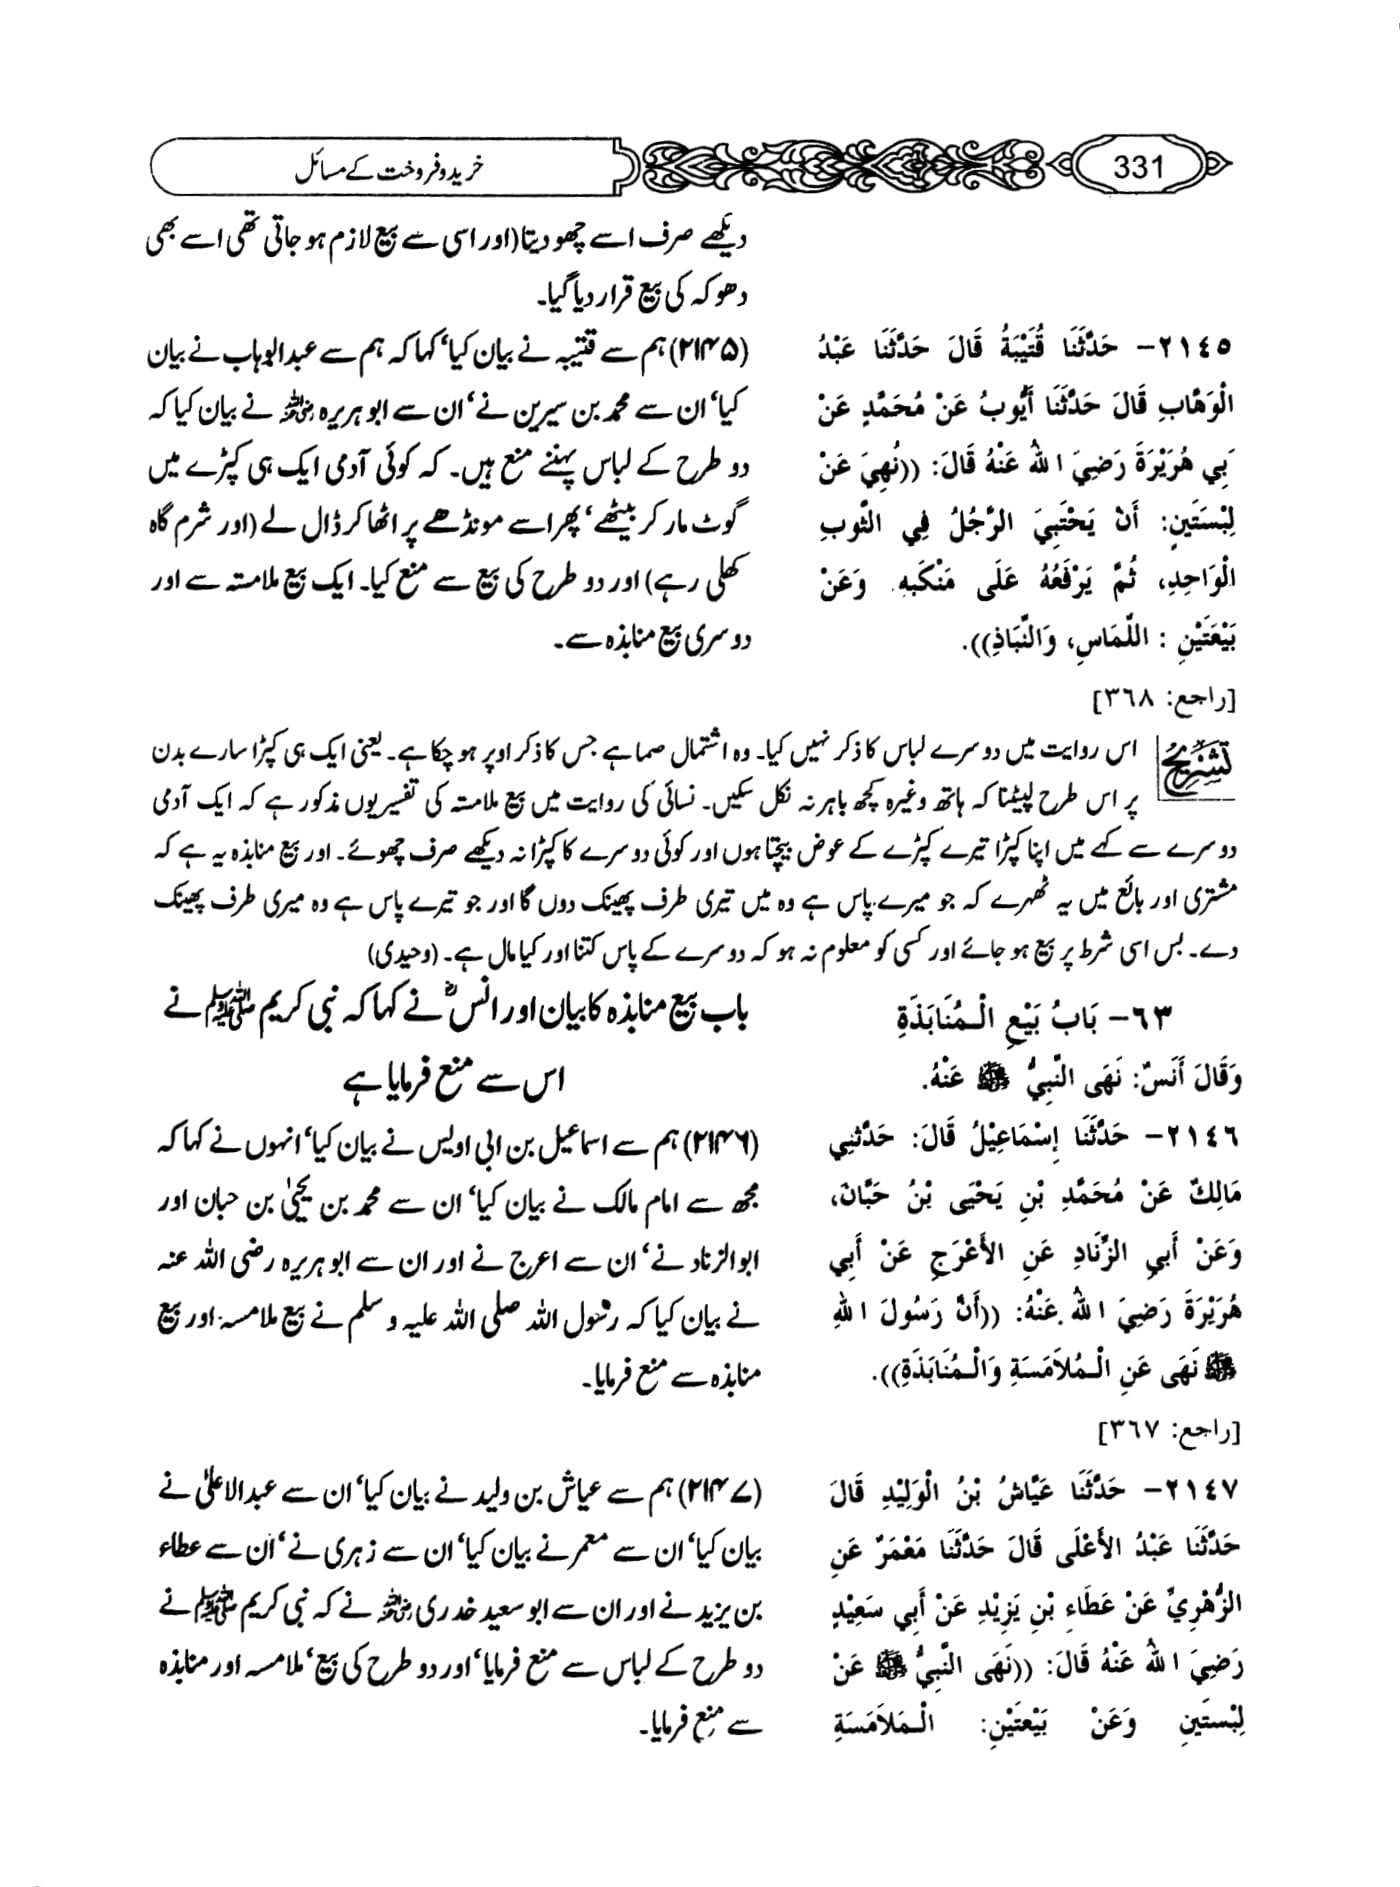 331
خرید و فروخت کے مسائل
دیکھے صرف اسے چھو دیتا (اور اسی سے بیع لازم ہو جاتی تھی اسے بھی
دھوکہ کی بیع قرار دیا گیا۔
٢١٤٥- حَدَّثَنَا قُتَيْبَةُ قَالَ حَدَّثَنَا عَبْدُ
الْوَهَّابِ قَالَ حَدَّثَنَا أَيُّوبُ عَنْ مُحَمَّدٍ عَنْ
بِي هُرَيْرَةَ رَضِيَ اللهُ عَنْهُ قَالَ: ((نُهِيَ عَنْ
لِبْسَتَينِ: أَنْ يَحْتَبِيَ الرَّجُلُ فِي الثَّوبِ
الْوَاحِدِ، ثُمَّ يَرْفَعُهُ عَلَى مَنْكَبِهِ. وَعَنْ
بَيْعَتَيْنِ : اللَّمَاسِ، وَالنَّبَاذِ)).
[راجع: ٣٦٨]
(۲۱۴۵) ہم سے قتیبہ نے بیان کیا، کہا کہ ہم سے عبدالوہاب نے بیان
کیا، ان سے محمد بن سیرین نے، ان سے ابو ہریرہ رضی اللہ عنہ نے بیان کیا کہ
دو طرح کے لباس پہننے منع ہیں۔ کہ کوئی آدمی ایک ہی کپڑے میں
گوٹ مار کر بیٹھے، پھر اسے مونڈھے پر اٹھا کر ڈال لے (اور شرم گاہ
کھلی رہے) اور دو طرح کی بیع سے منع کیا۔ ایک بیع ملامتہ سے اور
دوسری بیع منابذہ سے۔
تشریح
اس روایت میں دوسرے لباس کا ذکر نہیں کیا۔ وہ اشتمال صما ہے جس کا ذکر اوپر ہو چکا ہے۔ یعنی ایک ہی کپڑا سارے بدن
پر اس طرح لپیٹنا کہ ہاتھ وغیرہ کچھ باہر نہ نکل سکیں۔ نسائی کی روایت میں بیع ملامتہ کی تفسیر یوں مذکور ہے کہ ایک آدمی
دوسرے سے کہے میں اپنا کپڑا تیرے کپڑے کے عوض بیچتا ہوں اور کوئی دوسرے کا کپڑا نہ دیکھے صرف چھوئے۔ اور بیع منابذہ یہ ہے کہ
مشتری اور بائع میں یہ ٹھہرے کہ جو میرے پاس ہے وہ میں تیری طرف پھینک دوں گا اور جو تیرے پاس ہے وہ میری طرف پھینک
دے۔ بس اسی شرط پر بیع ہو جائے اور کسی کو معلوم نہ ہو کہ دوسرے کے پاس کتنا اور کیا مال ہے۔ (وحیدی)
٦٣- بَابُ بَيْعِ الْمُنَابَذَةِ
وَقَالَ أَنَسٌ: نَهَى النَّبِيُّ ﷺ عَنْهُ.
باب بیع منابذہ کا بیان اور انسؓ نے کہا کہ نبی کریم ﷺ نے
اس سے منع فرمایا ہے
٢١٤٦- حَدَّثَنَا إِسْمَاعِيْلُ قَالَ: حَدَّثَنِي
مَالِكٌ عَنْ مُحَمَّدِ بْنِ يَحْيَى بْنُ حَبَّانَ،
وَعَنْ أَبِي الزِّنَادِ عَنِ الأَعْرَجِ عَنْ أَبِي
هُرَيْرَةَ رَضِيَ اللهُ عَنْهُ: ((أَنَّ رَسُولَ اللهِ
ﷺ نَهَى عَنِ الْمُلاَمَسَةِ وَالْمُنَابَذَةِ)).
[راجع: ٣٦٧]
(۲۱۴۶) ہم سے اسماعیل بن ابی اویس نے بیان کیا، انہوں نے کہا کہ
مجھ سے امام مالک نے بیان کیا، ان سے محمد بن یحییٰ بن حبان اور
ابوالزناد نے، ان سے اعرج نے اور ان سے ابو ہریرہ رضی اللہ عنہ
نے بیان کیا کہ رسول اللہ صلی اللہ علیہ و سلم نے بیع ملامسہ اور بیع
منابذہ سے منع فرمایا۔
٢١٤٧- حَدَّثَنَا عَيَّاشُ بْنُ الْوَلِيْدِ قَالَ
حَدَّثَنَا عَبْدُ الأَعْلَى قَالَ حَدَّثَنَا مَعْمَرٌ عَنِ
الزُّهْرِيِّ عَنْ عَطَاءِ بْنِ يَزِيْدِ عَنْ أَبِي سَعِيْدٍ
رَضِيَ اللهُ عَنْهُ قَالَ: ((نَهَى النَّبِيُّ ﷺ عَنْ
لِبْسَتَينِ وَعَنْ بَيْعَتَيْنِ: الْمَلاَمَسَةِ
(۲۱۴۷) ہم سے عیاش بن ولید نے بیان کیا، ان سے عبدالاعلیٰ نے
بیان کیا، ان سے معمر نے بیان کیا، ان سے زہری نے، ان سے عطاء
بن یزید نے اور ان سے ابو سعید خدری رضی اللہ عنہ نے کہ نبی کریم ﷺ نے
دو طرح کے لباس سے منع فرمایا، اور دو طرح کی بیع، ملامسہ اور منابذہ
سے منع فرمایا۔